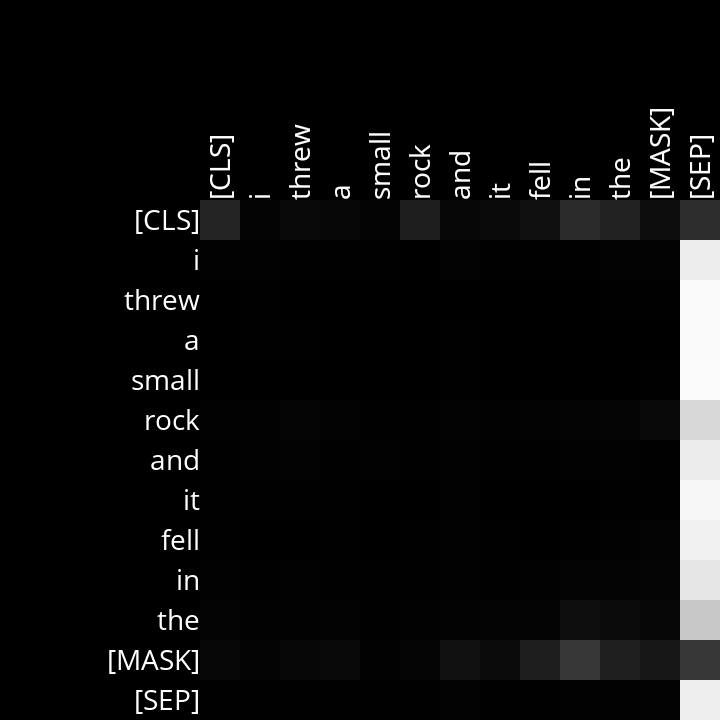 [CLS] i threw a small rock and it fell in the [MASK] [SEP]
[CLS]
i
threw
a
small
rock
and
it
fell
in
the
[MASK]
[SEP]